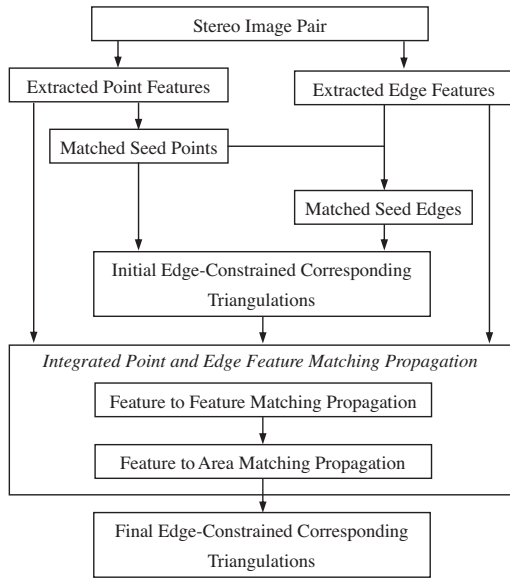 Stereo Image Pair
Extracted Point Features
Extracted Edge Features
Matched Seed Points
Matched Seed Edges
Initial Edge-Constrained Corresponding
Triangulations
Integrated Point and Edge Feature Matching Propagation
Feature to Feature Matching Propagation
Feature to Area Matching Propagation
Final Edge-Constrained Corresponding
Triangulations